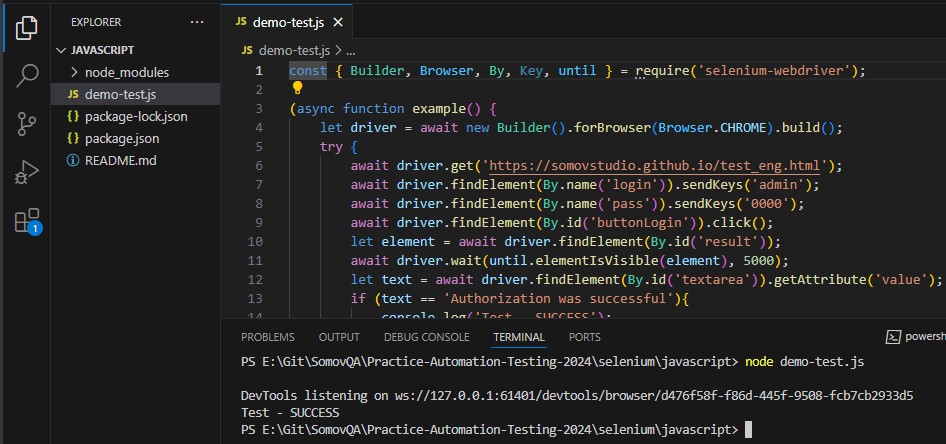 EXPLORER ···
JAVASCRIPT
node_modules
JS demo-test.js
{} package-lock.json
{} package.json
README.md
1
JS demo-test.js ×
JS demo-test.js > ...
1 const { Builder, Browser, By, Key, until } = require('selenium-webdriver');
2
3 (async function example() {
4 let driver = await new Builder().forBrowser(Browser.CHROME).build();
5 try {
6 await driver.get('https://somovstudio.github.io/test_eng.html');
7 await driver.findElement(By.name('login')).sendKeys('admin');
8 await driver.findElement(By.name('pass')).sendKeys('0000');
9 await driver.findElement(By.id('buttonLogin')).click();
10 let element = await driver.findElement(By.id('result'));
11 await driver.wait(until.elementIsVisible(element), 5000);
12 let text = await driver.findElement(By.id('textarea')).getAttribute('value');
13 if (text == 'Authorization was successful'){
14 console.log('Test - SUCCESS');
PROBLEMS OUTPUT DEBUG CONSOLE TERMINAL PORTS powersh
PS E:\Git\SomovQA\Practice-Automation-Testing-2024\selenium\javascript> node demo-test.js
DevTools listening on ws://127.0.0.1:61401/devtools/browser/d476f58f-f86d-445f-9508-fcb7cb2933d5
Test - SUCCESS
PS E:\Git\SomovQA\Practice-Automation-Testing-2024\selenium\javascript>